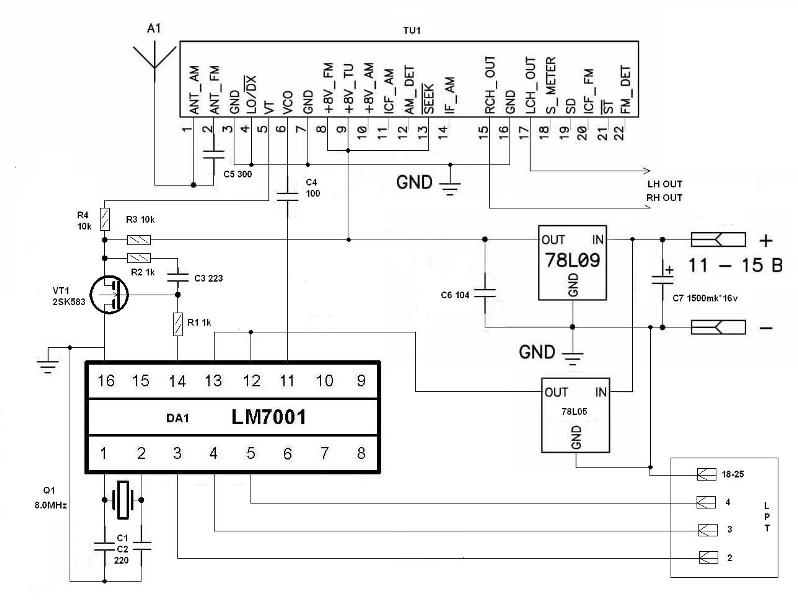 A1
TU1
ANT_AM
ANT_FM
GND
LO/DX
VT
VCO
GND
+8V_FM
+8V_TU
+8V_AM
ICF_AM
AM_DET
SEEK
IF_AM
RCH_OUT
GND
LCH_OUT
S_METER
SD
ICF_FM
ST
FM_DET
1 2 3 4 5 6 7 8 9 10 11 12 13 14 15 16 17 18 19 20 21 22
C5 300
C4
100
GND
LH OUT
RH OUT
R4
10k
R3 10k
R2 1k
C3 223
VT1
2SK583
R1 1k
C6 104
OUT IN
78L09
GND
+
11 – 15 В
+
C7 1500mk*16v
–
GND
OUT IN
78L05
GND
16 15 14 13 12 11 10 9
DA1 LM7001
1 2 3 4 5 6 7 8
Q1
8.0MHz
C1
C2
220
18-25
4
3
2
LPT